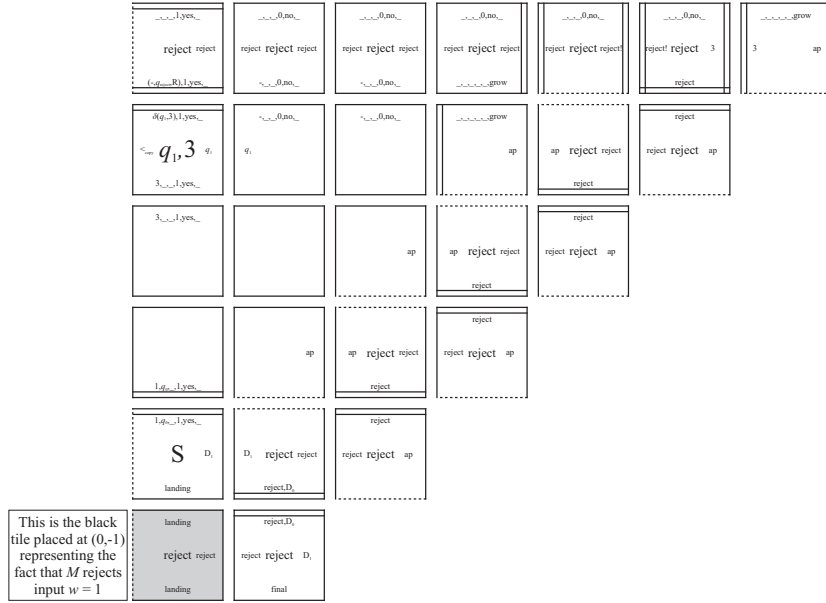 _,_,_,1,yes,_
reject reject
(-,q_reject,R),1,yes,_
_,_,_,0,no,_
reject reject reject
-,_,_,0,no,_
_,_,_,0,no,_
reject reject reject
-,_,_,0,no,_
_,_,_,0,no,_
reject reject reject
_,_,_,_,_,grow
_,_,_,0,no,_
reject reject reject!
_,_,_,0,no,_
reject! reject 3
reject
_,_,_,_,_,grow
3 ap
δ(q₁,3),1,yes,_
q₁,3 q₁
3,_,_,1,yes,_
-,_,_,0,no,_
q₁
-,_,_,0,no,_
_,_,_,_,_,grow
ap
ap reject reject
reject
reject
reject reject ap
3,_,_,1,yes,_
ap
ap reject reject
reject
reject
reject reject ap
ap
ap reject reject
reject
reject
reject reject ap
landing
S
reject reject
reject
reject reject ap
This is the black
tile placed at (0,-1)
representing the
fact that M rejects
input w = 1
landing
reject reject
landing
reject reject
final